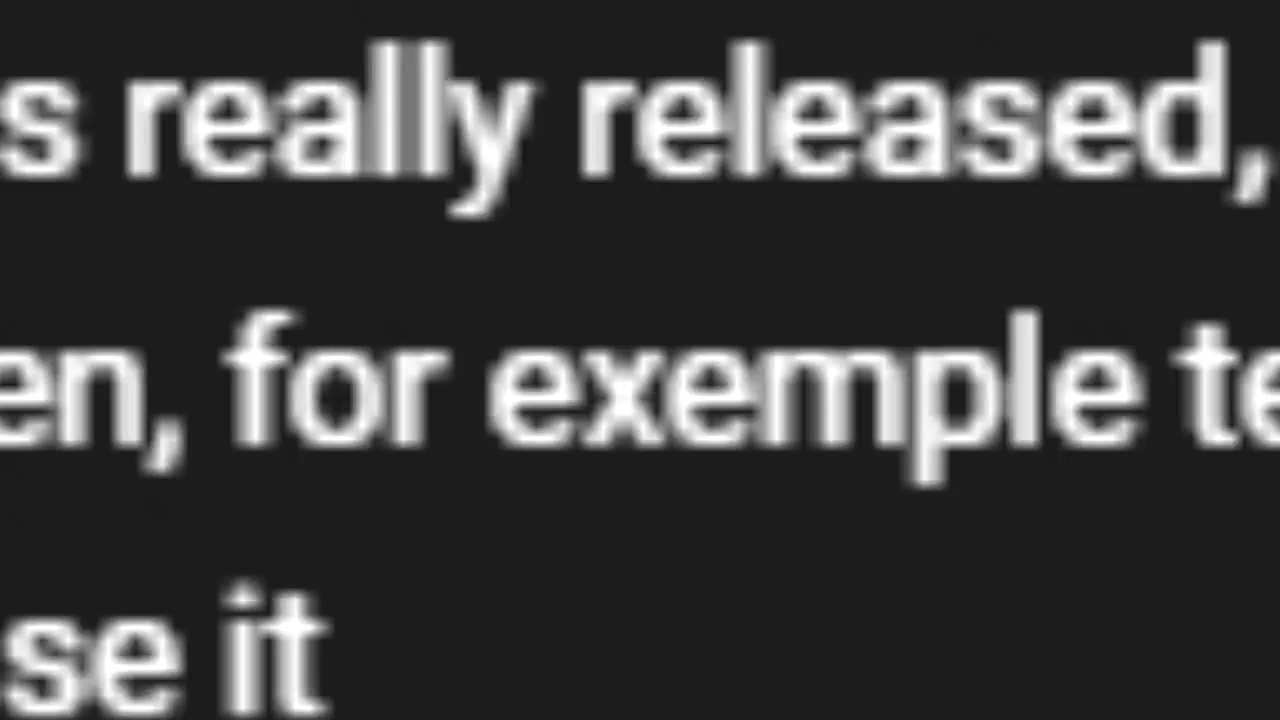 s really released,
en, for exemple te
se it